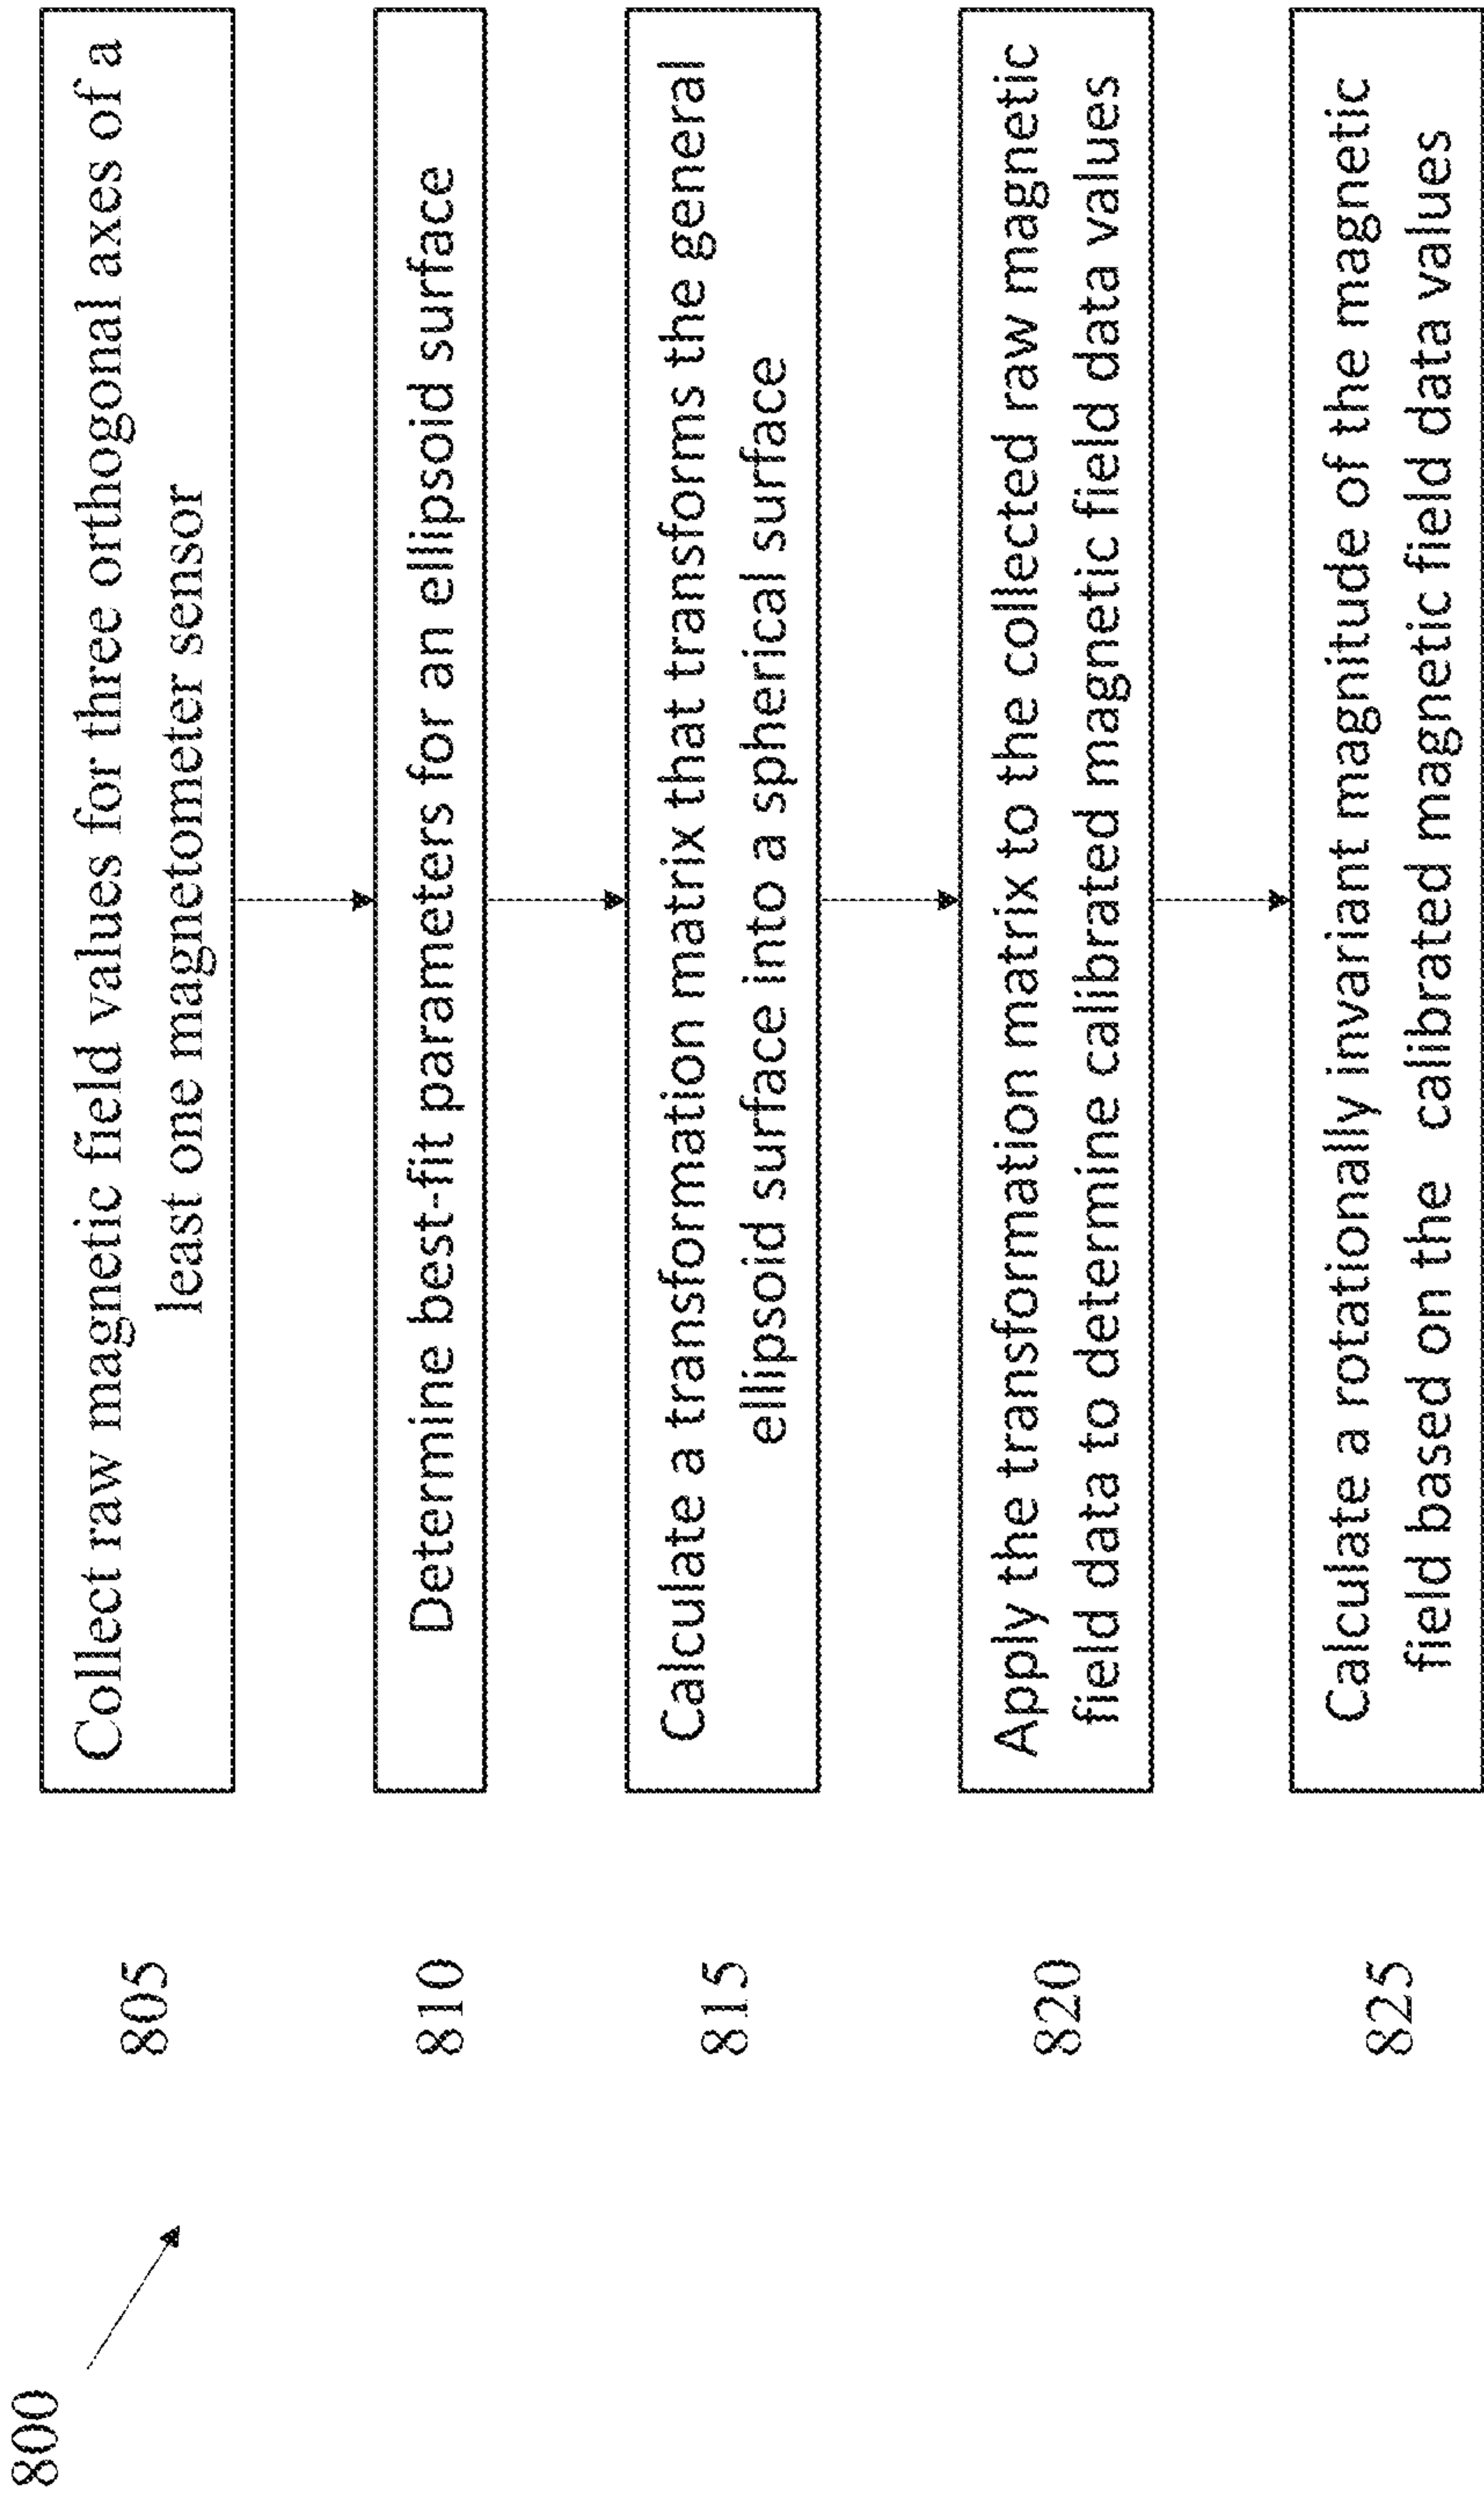 800
805
Collect raw magnetic field values for three orthogonal axes of a
least one magnetometer sensor
810
Determine best-fit parameters for an ellipsoid surface
815
Calculate a transformation matrix that transforms the general
ellipsoid surface into a spherical surface
820
Apply the transformation matrix to the collected raw magnetic
field data to determine calibrated magnetic field data values
825
Calculate a rotationally invariant magnitude of the magnetic
field based on the calibrated magnetic field data values